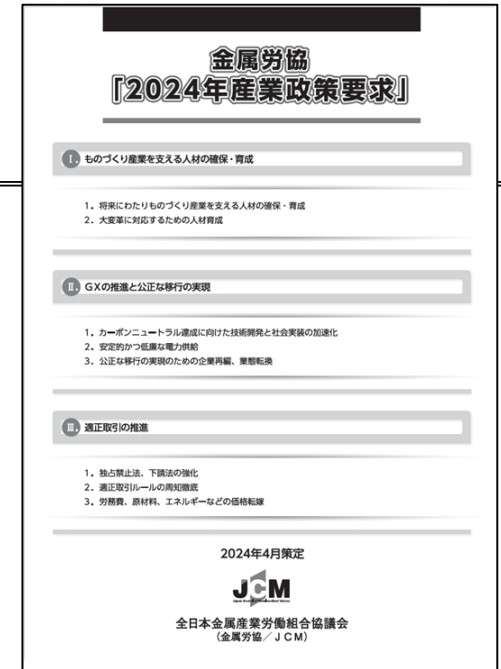 金属労協
「2024年産業政策要求」
Ⅰ. ものづくり産業を支える人材の確保・育成
1. 将来にわたりものづくり産業を支える人材の確保・育成
2. 大変革に対応するための人材育成
Ⅱ. GXの推進と公正な移行の実現
1. カーボンニュートラル達成に向けた技術開発と社会実装の加速化
2. 安定的かつ低廉な電力供給
3. 公正な移行の実現のための企業再編、業態転換
Ⅲ. 適正取引の推進
1. 独占禁止法、下請法の強化
2. 適正取引ルールの周知徹底
3. 労務費、原材料、エネルギーなどの価格転嫁
2024年4月策定
JCM
全日本金属産業労働組合協議会
(金属労協／JCM)